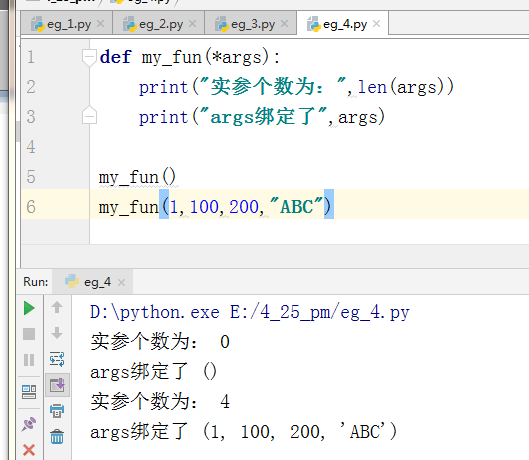 eg_1.py × eg_2.py × eg_3.py × eg_4.py ×
1 def my_fun(*args):
2 print("实参个数为：",len(args))
3 print("args绑定了",args)
4
5 my_fun()
6 my_fun(1,100,200,"ABC")
Run: eg_4 ×
D:\python.exe E:/4_25_pm/eg_4.py
实参个数为： 0
args绑定了 ()
实参个数为： 4
args绑定了 (1, 100, 200, 'ABC')